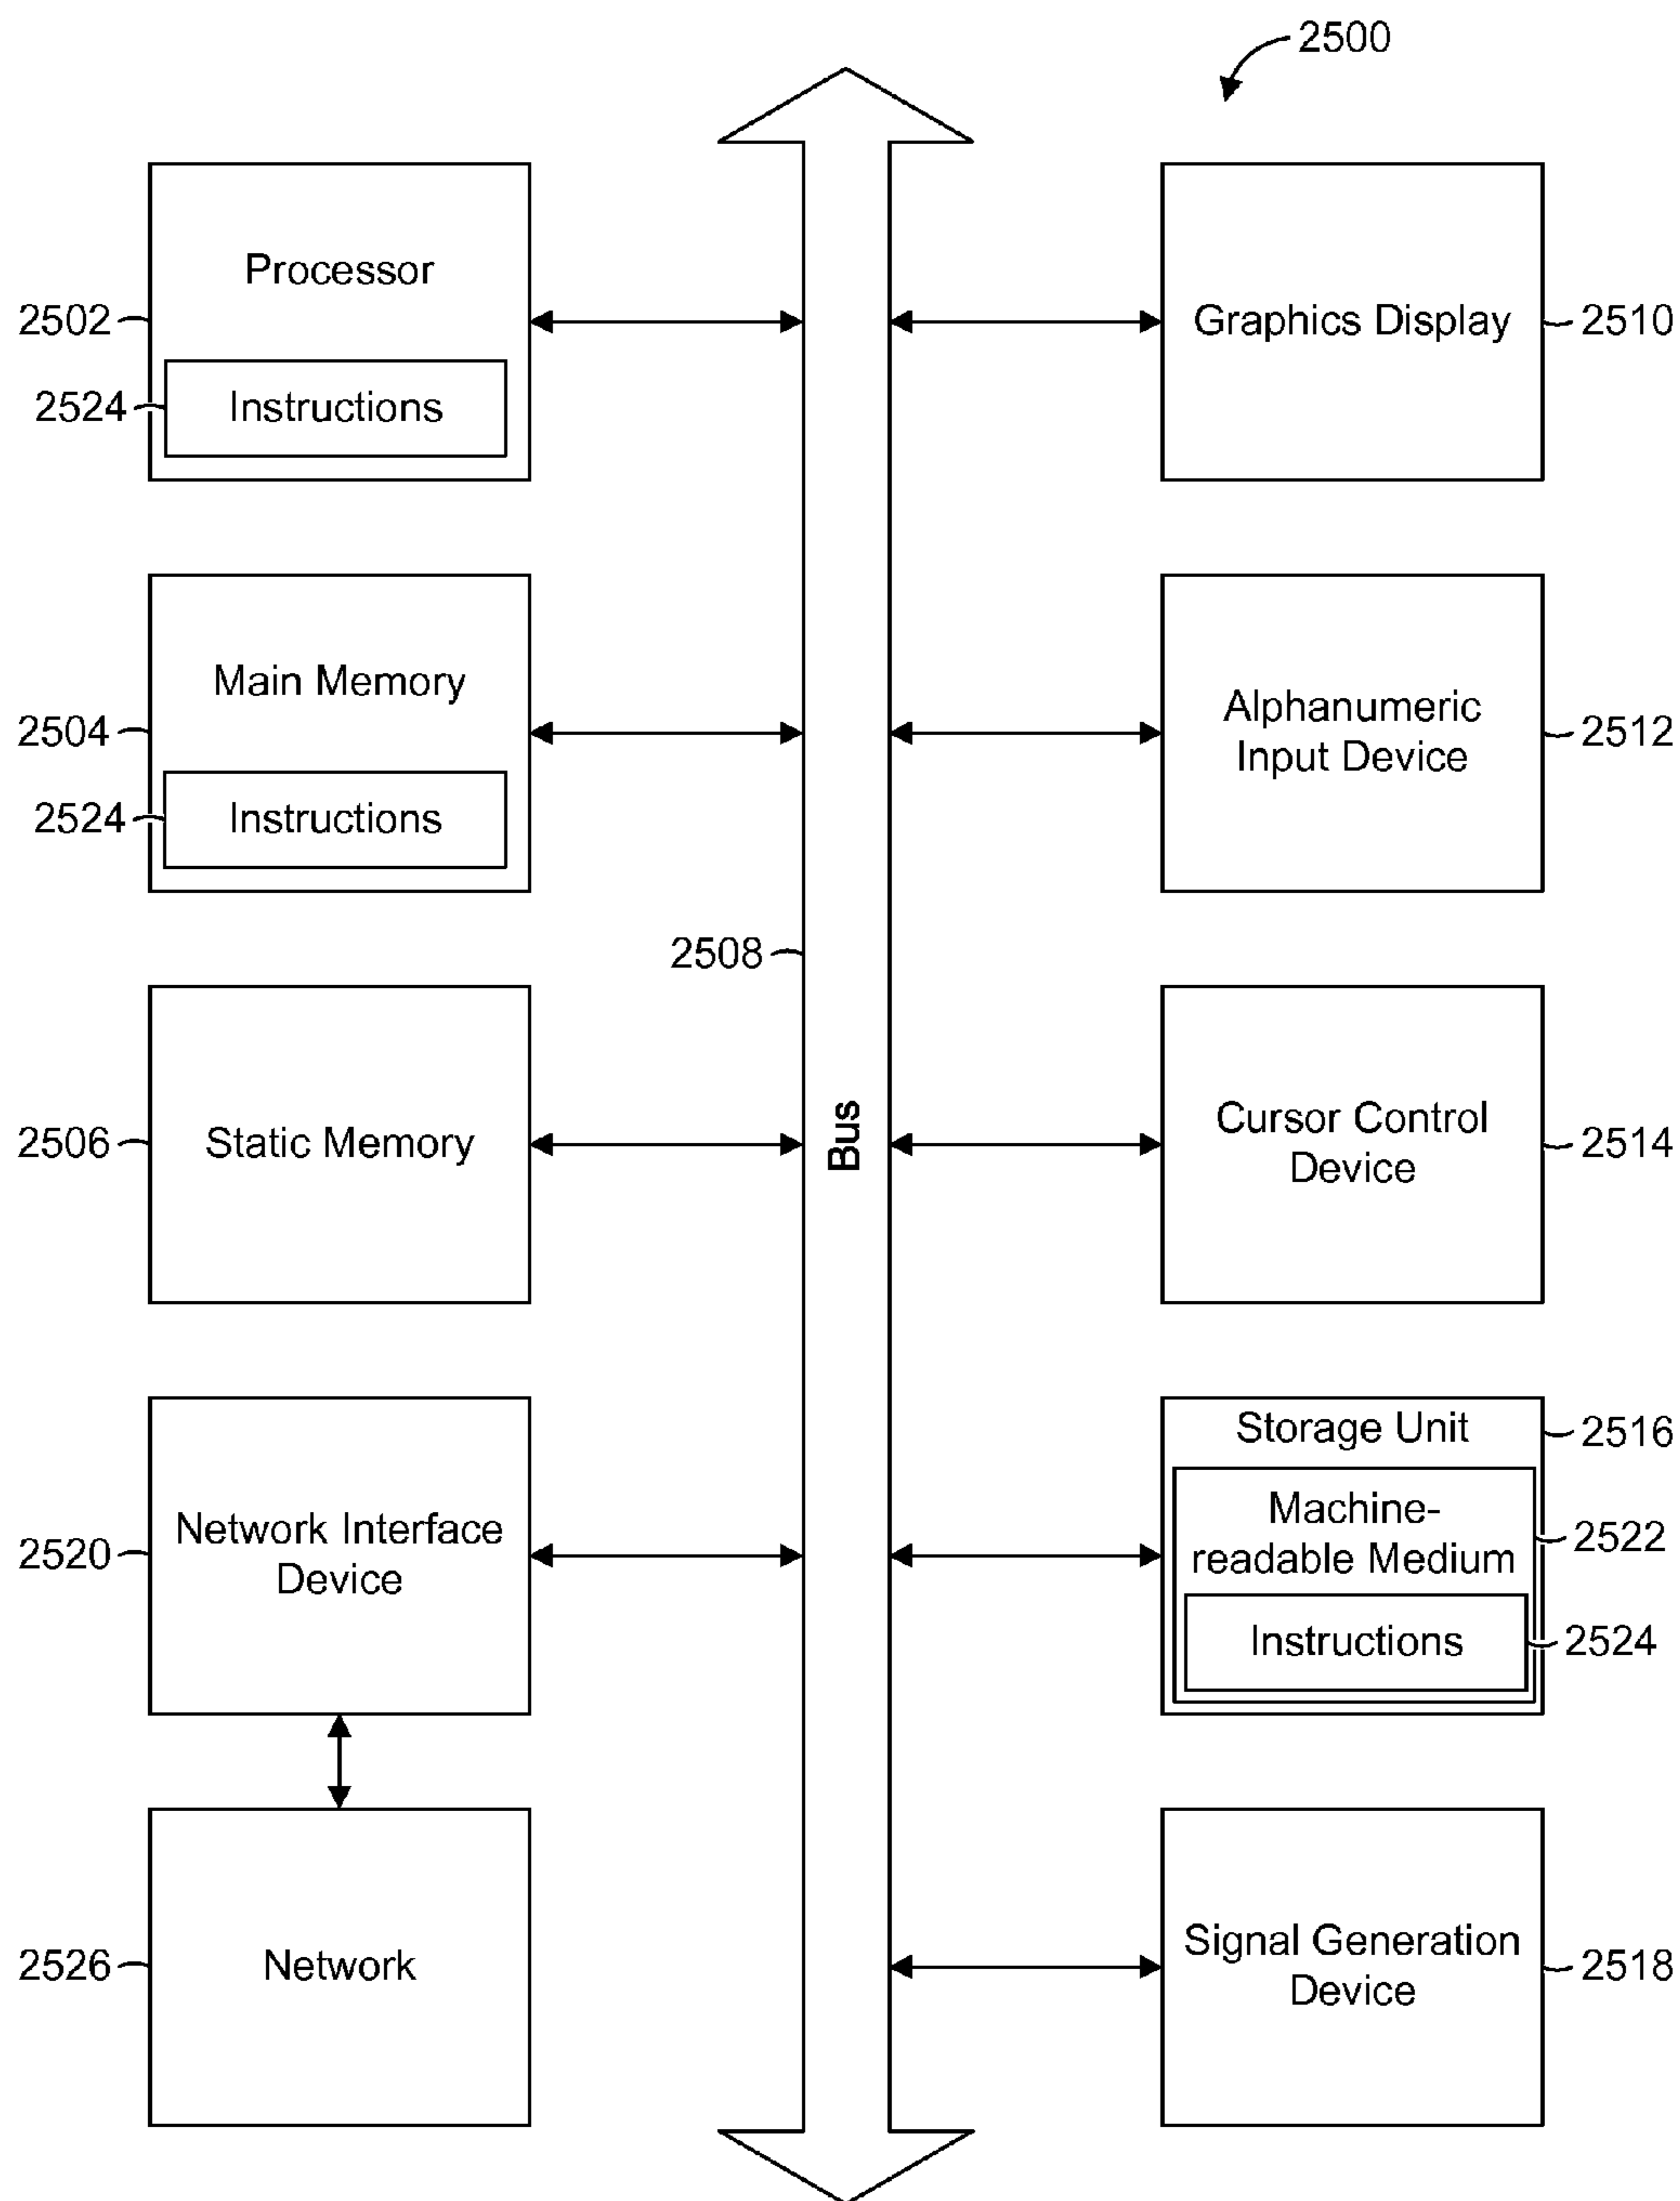 2500
Processor
2502
2524
Instructions
Graphics Display
2510
Main Memory
2504
2524
Instructions
Alphanumeric
Input Device
2512
2508
Bus
Static Memory
2506
Cursor Control
Device
2514
Network Interface
Device
2520
Storage Unit
2516
Machine-
readable Medium
2522
Instructions
2524
Network
2526
Signal Generation
Device
2518